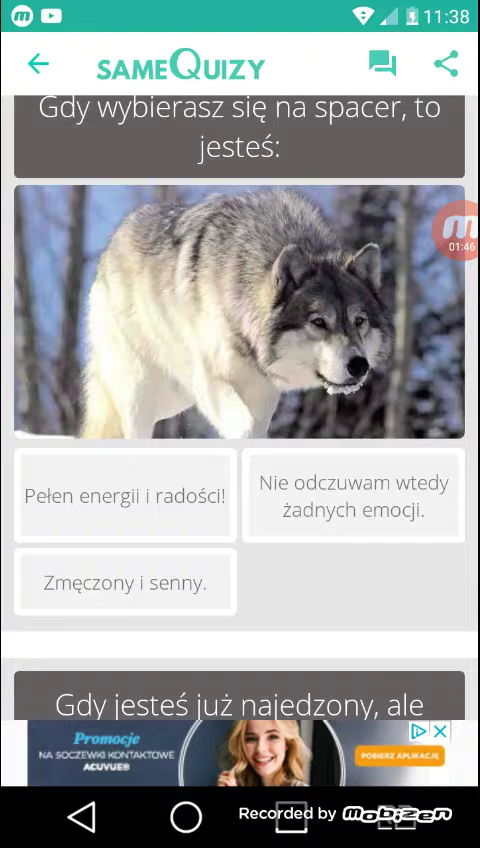 11:38
SAMEQUIZY
Gdy wybierasz się na spacer, to
jesteś:
01:46
Pełen energii i radości!
Nie odczuwam wtedy
żadnych emocji.
Zmęczony i senny.
Gdy jesteś już najedzony, ale
Promocje
NA SOCZEWKI KONTAKTOWE
ACUVUE®
POBIERZ APLIKACJĘ
Recorded by Mobizen